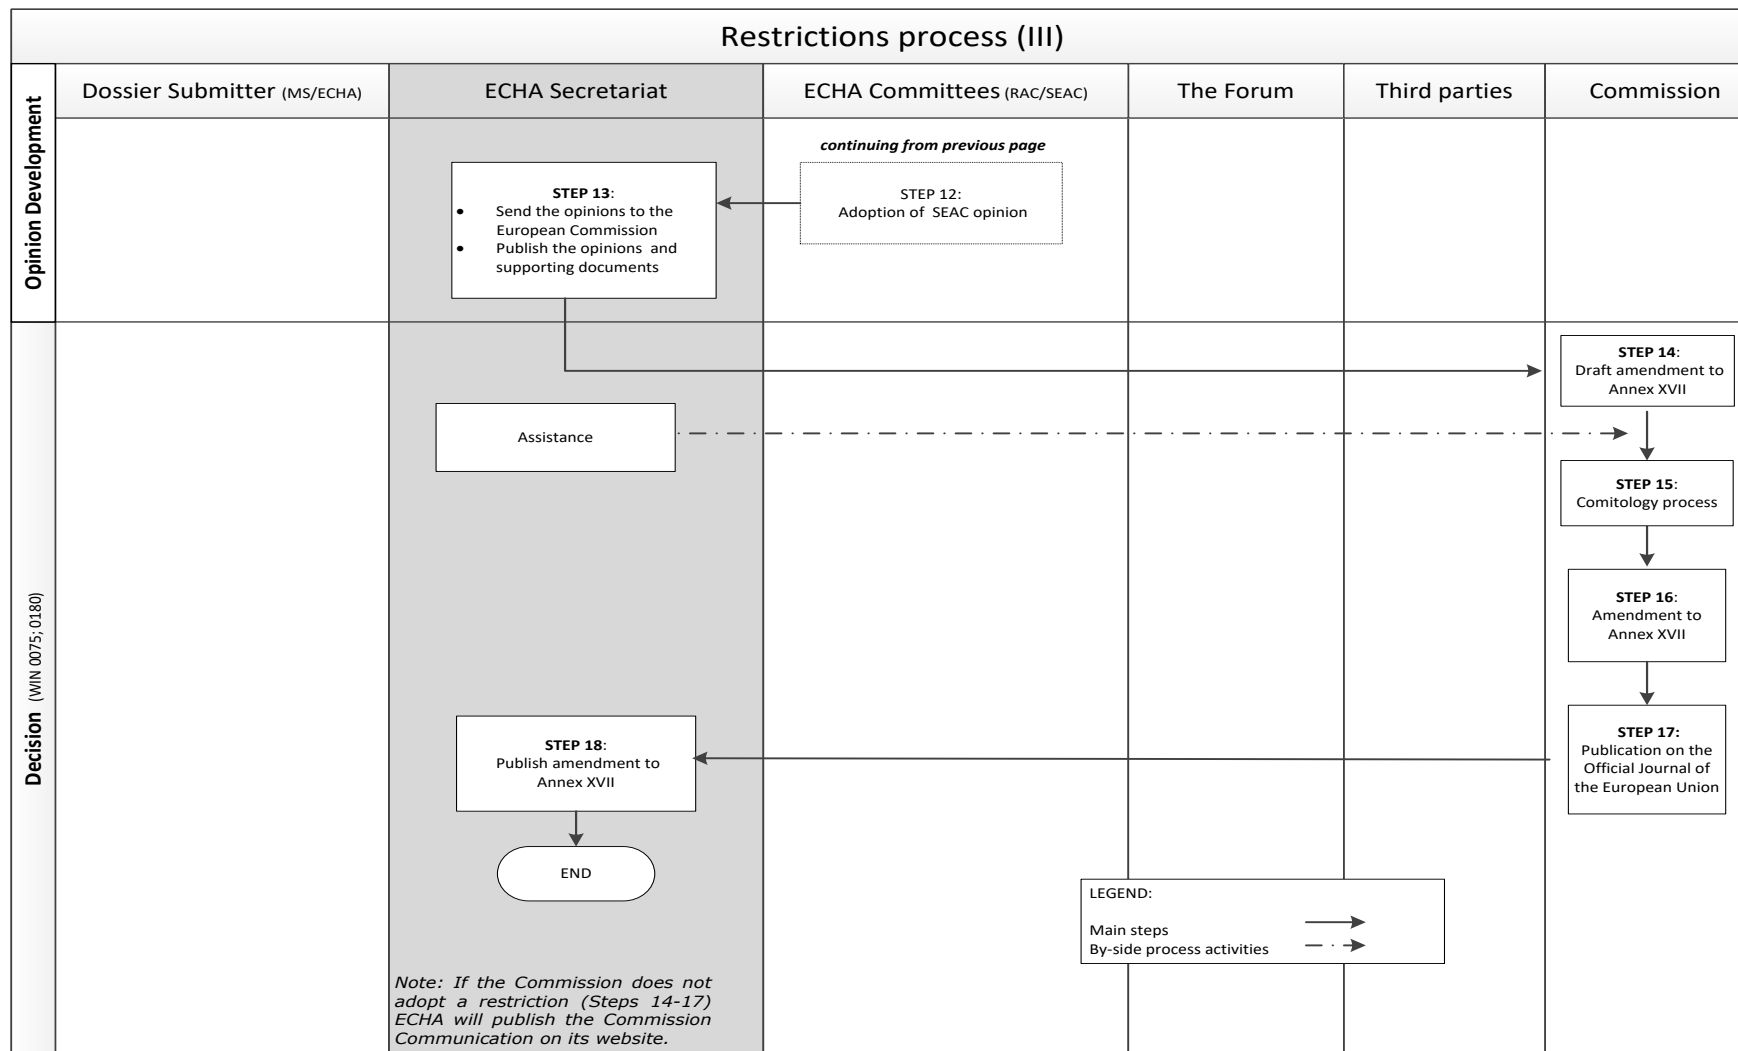 Restrictions process (III)
Dossier Submitter (MS/ECHA)
ECHA Secretariat
ECHA Committees (RAC/SEAC)
The Forum
Third parties
Commission
Opinion Development
continuing from previous page
STEP 13:
• Send the opinions to the
European Commission
• Publish the opinions and
supporting documents
STEP 12:
Adoption of SEAC opinion
Decision (WIN 0075; 0180)
STEP 14:
Draft amendment to
Annex XVII
Assistance
STEP 15:
Comitology process
STEP 16:
Amendment to
Annex XVII
STEP 17:
Publication on the
Official Journal of
the European Union
STEP 18:
Publish amendment to
Annex XVII
END
LEGEND:
Main steps
By-side process activities
Note: If the Commission does not
adopt a restriction (Steps 14-17)
ECHA will publish the Commission
Communication on its website.